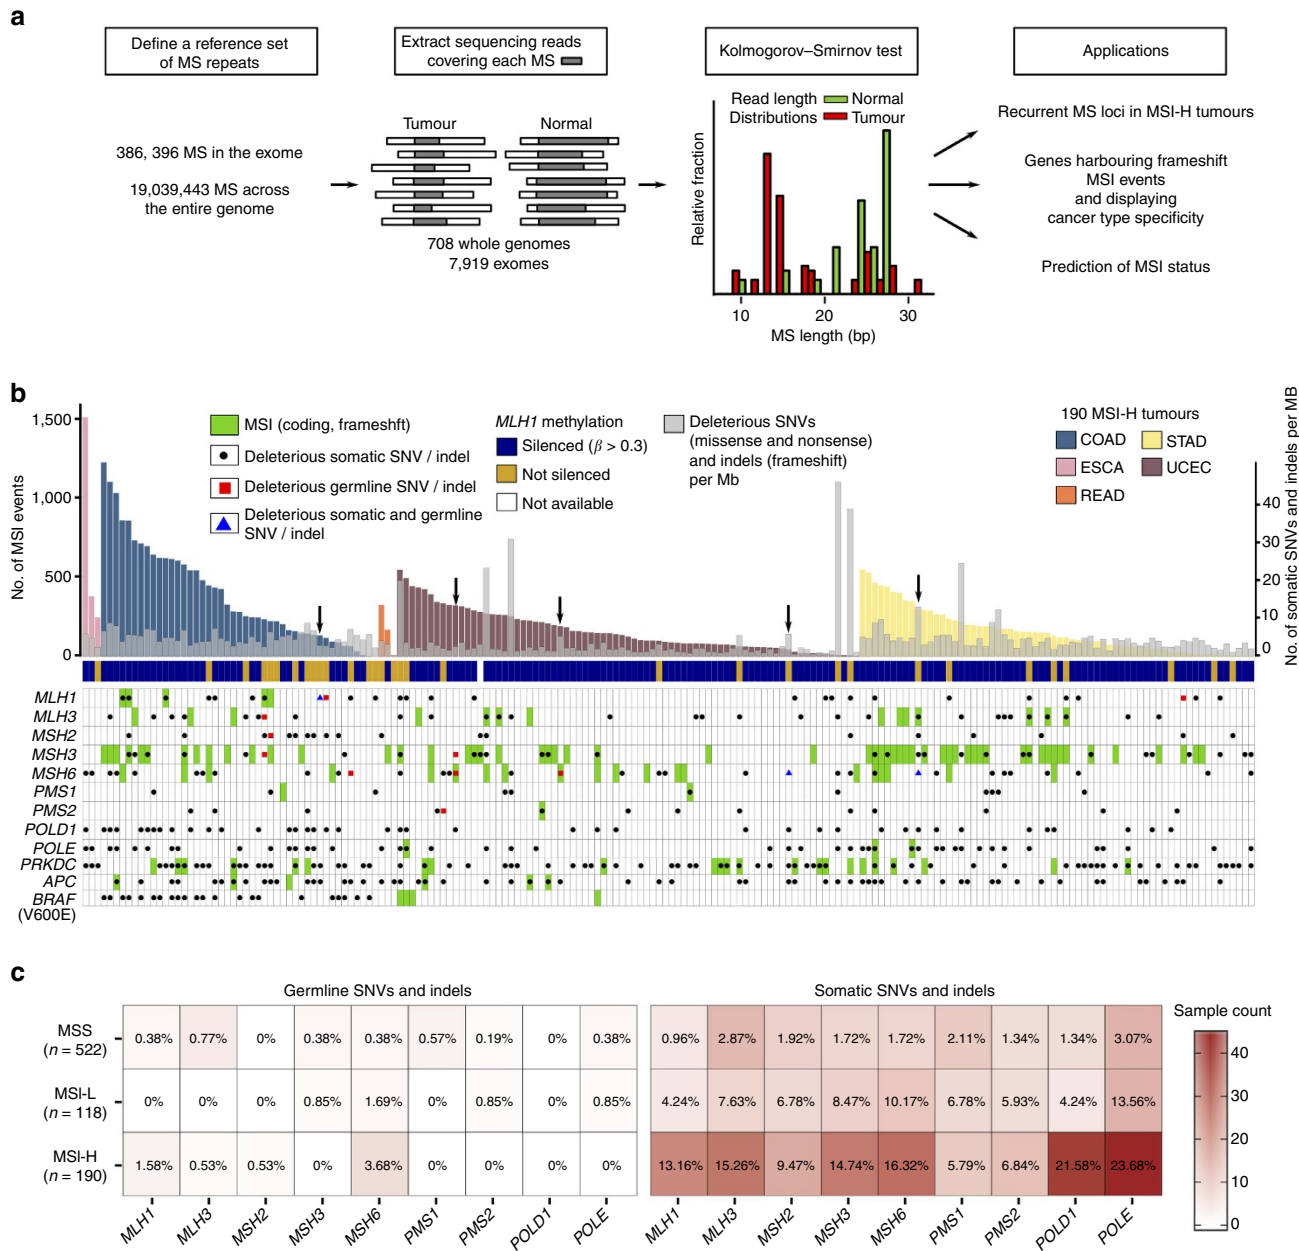 a
Define a reference set
of MS repeats
Extract sequencing reads
covering each MS
Kolmogorov–Smirnov test
Applications
386, 396 MS in the exome
19,039,443 MS across
the entire genome
Tumour
Normal
708 whole genomes
7,919 exomes
Read length
Distributions
Normal
Tumour
Relative fraction
10
20
30
MS length (bp)
Recurrent MS loci in MSI-H tumours
Genes harbouring frameshift
MSI events
and displaying
cancer type specificity
Prediction of MSI status
b
No. of MSI events
1,500
1,000
500
0
MSI (coding, frameshft)
Deleterious somatic SNV / indel
Deleterious germline SNV / indel
Deleterious somatic and germline
SNV / indel
MLH1 methylation
Silenced (β > 0.3)
Not silenced
Not available
Deleterious SNVs
(missense and nonsense)
and indels (frameshift)
per Mb
190 MSI-H tumours
COAD
STAD
ESCA
UCEC
READ
No. of somatic SNVs and indels per MB
40
30
20
10
0
MLH1
MLH3
MSH2
MSH3
MSH6
PMS1
PMS2
POLD1
POLE
PRKDC
APC
BRAF
(V600E)
c
Germline SNVs and indels
Somatic SNVs and indels
Sample count
MSS
(n = 522)
0.38% 0.77% 0% 0.38% 0.38% 0.57% 0.19% 0% 0.38%
0.96% 2.87% 1.92% 1.72% 1.72% 2.11% 1.34% 1.34% 3.07%
MSI-L
(n = 118)
0% 0% 0% 0.85% 1.69% 0% 0.85% 0% 0.85%
4.24% 7.63% 6.78% 8.47% 10.17% 6.78% 5.93% 4.24% 13.56%
MSI-H
(n = 190)
1.58% 0.53% 0.53% 0% 3.68% 0% 0% 0% 0%
13.16% 15.26% 9.47% 14.74% 16.32% 5.79% 6.84% 21.58% 23.68%
MLH1 MLH3 MSH2 MSH3 MSH6 PMS1 PMS2 POLD1 POLE
MLH1 MLH3 MSH2 MSH3 MSH6 PMS1 PMS2 POLD1 POLE
40
30
20
10
0